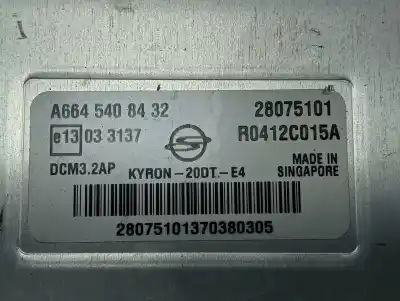 A664 540 84 32 28075101
e13 03 3137 R0412C015A
DCM3.2AP KYRON-20DT-E4 MADE IN SINGAPORE
28075101370380305